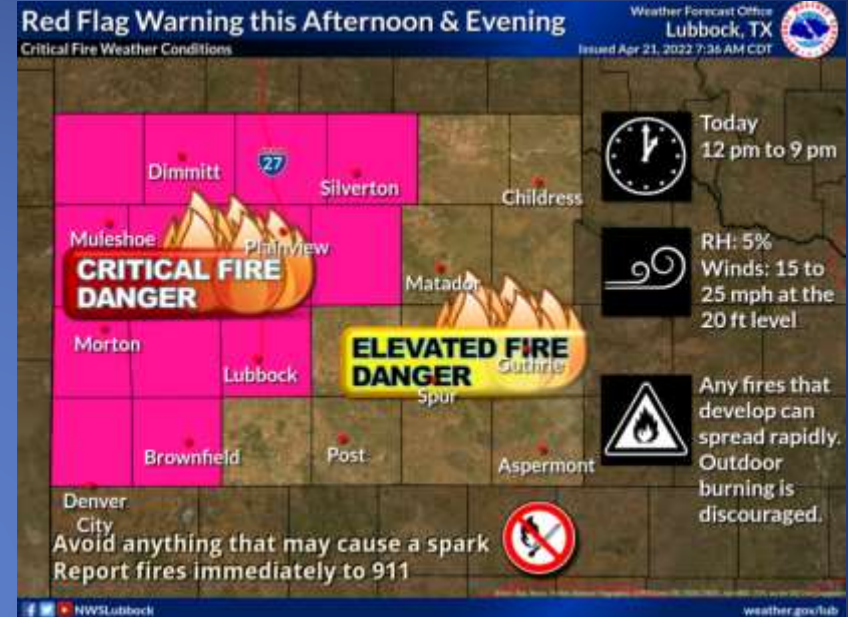 Red Flag Warning this Afternoon & Evening
Critical Fire Weather Conditions
Weather Forecast Office
Lubbock, TX
Issued Apr 21, 2022 7:36 AM CDT
Today
12 pm to 9 pm
Dimmitt
27
Silverton
Childress
Muleshoe
Plainview
CRITICAL FIRE
DANGER
RH: 5%
Winds: 15 to
25 mph at the
20 ft level
Matador
Morton
Lubbock
ELEVATED FIRE
DANGER
Guthrie
Spur
Any fires that
develop can
spread rapidly.
Outdoor
burning is
discouraged.
Brownfield
Post
Aspermont
Denver
City
Avoid anything that may cause a spark
Report fires immediately to 911
NWSLubbock
weather.gov/lub